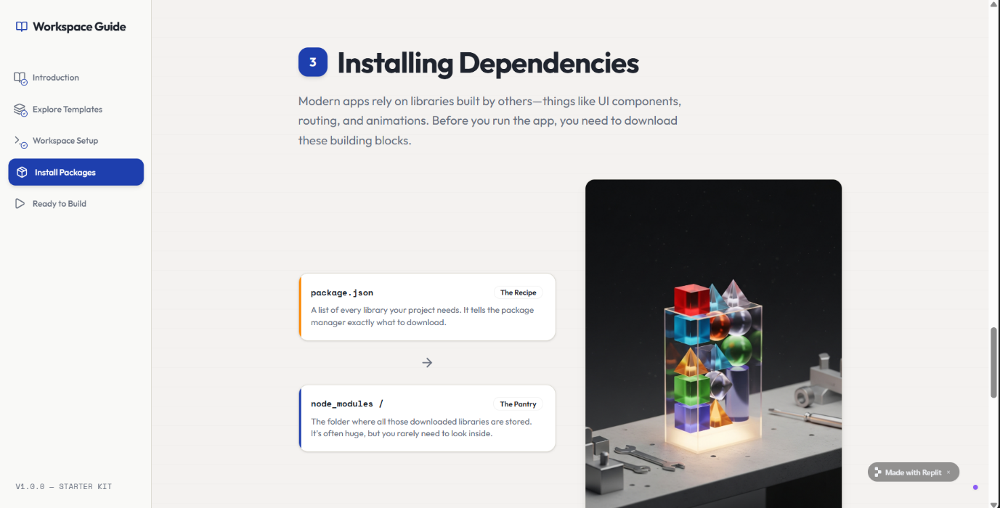 Workspace Guide
Introduction
Explore Templates
Workspace Setup
Install Packages
Ready to Build
V1.0.0 — STARTER KIT
3 Installing Dependencies
Modern apps rely on libraries built by others—things like UI components,
routing, and animations. Before you run the app, you need to download
these building blocks.
package.json The Recipe
A list of every library your project needs. It tells the package
manager exactly what to download.
node_modules / The Pantry
The folder where all those downloaded libraries are stored.
It's often huge, but you rarely need to look inside.
Made with Replit ×